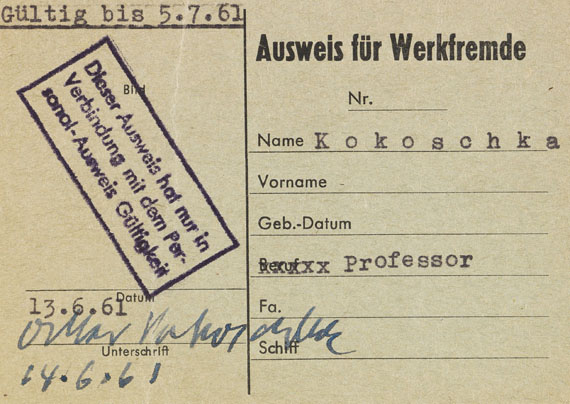 Gültig bis 5.7.61
Bild
Dieser Ausweis hat nur in
Verbindung mit dem Per-
sonal-Ausweis Gültigkeit
13.6.61
Datum
Oskar Kokoschka
Unterschrift
14.6.61
Ausweis für Werkfremde
Nr.
Name Kokoschka
Vorname
Geb.-Datum
Beruf xxxxx Professor
Fa.
Schiff